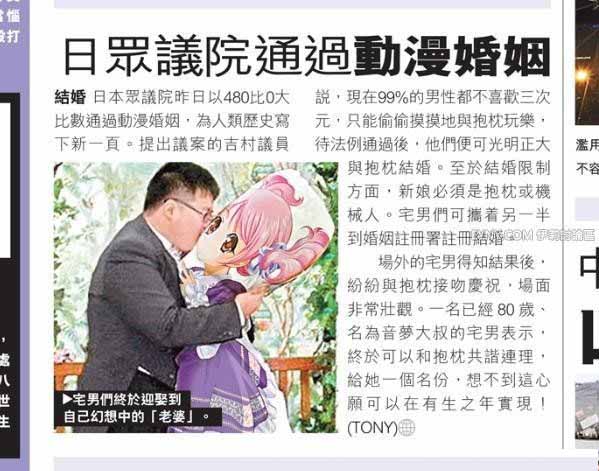 日眾議院通過動漫婚姻
結婚 日本眾議院昨日以480比0大
比數通過動漫婚姻，為人類歷史寫
下新一頁。提出議案的吉村議員
説，現在99%的男性都不喜歡三次
元，只能偷偷摸摸地與抱枕玩樂，
待法例通過後，他們便可光明正大
與抱枕結婚。至於結婚限制
方面，新娘必須是抱枕或機
械人。宅男們可攜着另一半
到婚姻註冊署註冊結婚
場外的宅男得知結果後，
紛紛與抱枕接吻慶祝，場面
非常壯觀。一名已經 80 歲、
名為音夢大叔的宅男表示，
終於可以和抱枕共諧連理，
給她一個名份，想不到這心
願可以在有生之年實現！
(TONY)
▶宅男們終於迎娶到
自己幻想中的「老婆」。
處
八
世
生
濫用
不容